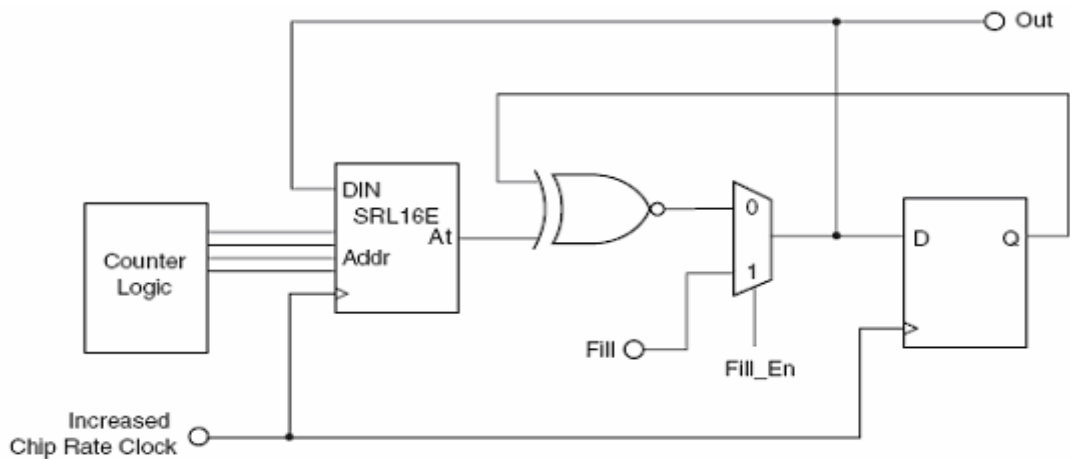 Out
DIN
SRL16E
At
Addr
Counter
Logic
0
1
D
Q
Fill
Fill_En
Increased
Chip Rate Clock